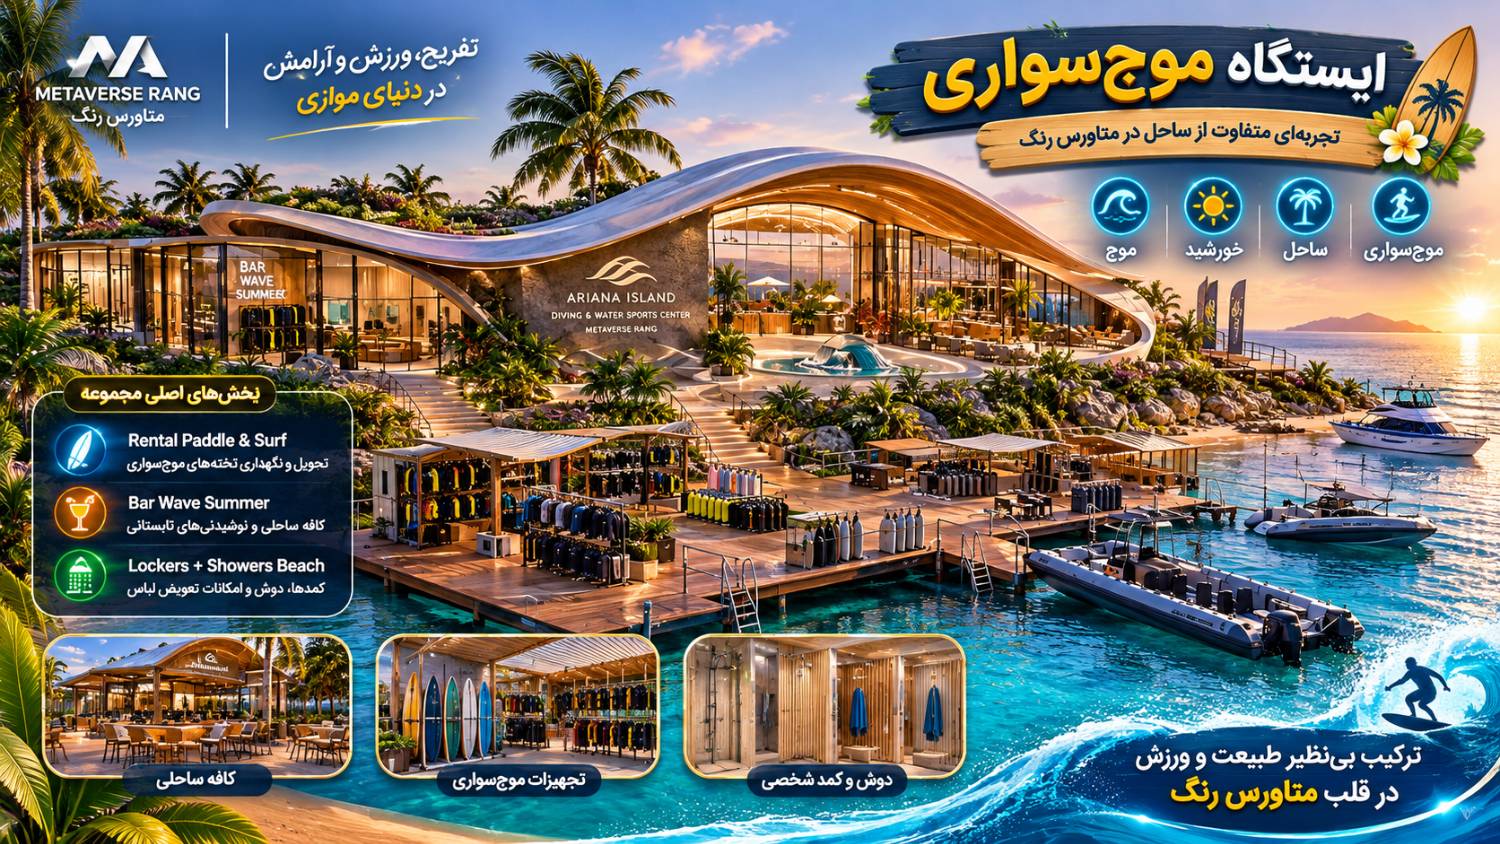 METAVERSE RANG
متاورس رنگ
تفریح، ورزش و آرامش
در دنیای موازی
ایستگاه موج‌سواری
تجربه‌ای متفاوت از ساحل در متاورس رنگ
موج‌سواری
ساحل
خورشید
موج
BAR
WAVE
SUMMER
ARIANA ISLAND
DIVING & WATER SPORTS CENTER
METAVERSE RANG
بخش‌های اصلی مجموعه
Rental Paddle & Surf
تحویل و نگهداری تخته‌های موج‌سواری
Bar Wave Summer
کافه ساحلی و نوشیدنی‌های تابستانی
Lockers + Showers Beach
کمدها، دوش و امکانات تعویض لباس
کافه ساحلی
تجهیزات موج‌سواری
دوش و کمد شخصی
ترکیب بی‌نظیر طبیعت و ورزش
در قلب متاورس رنگ